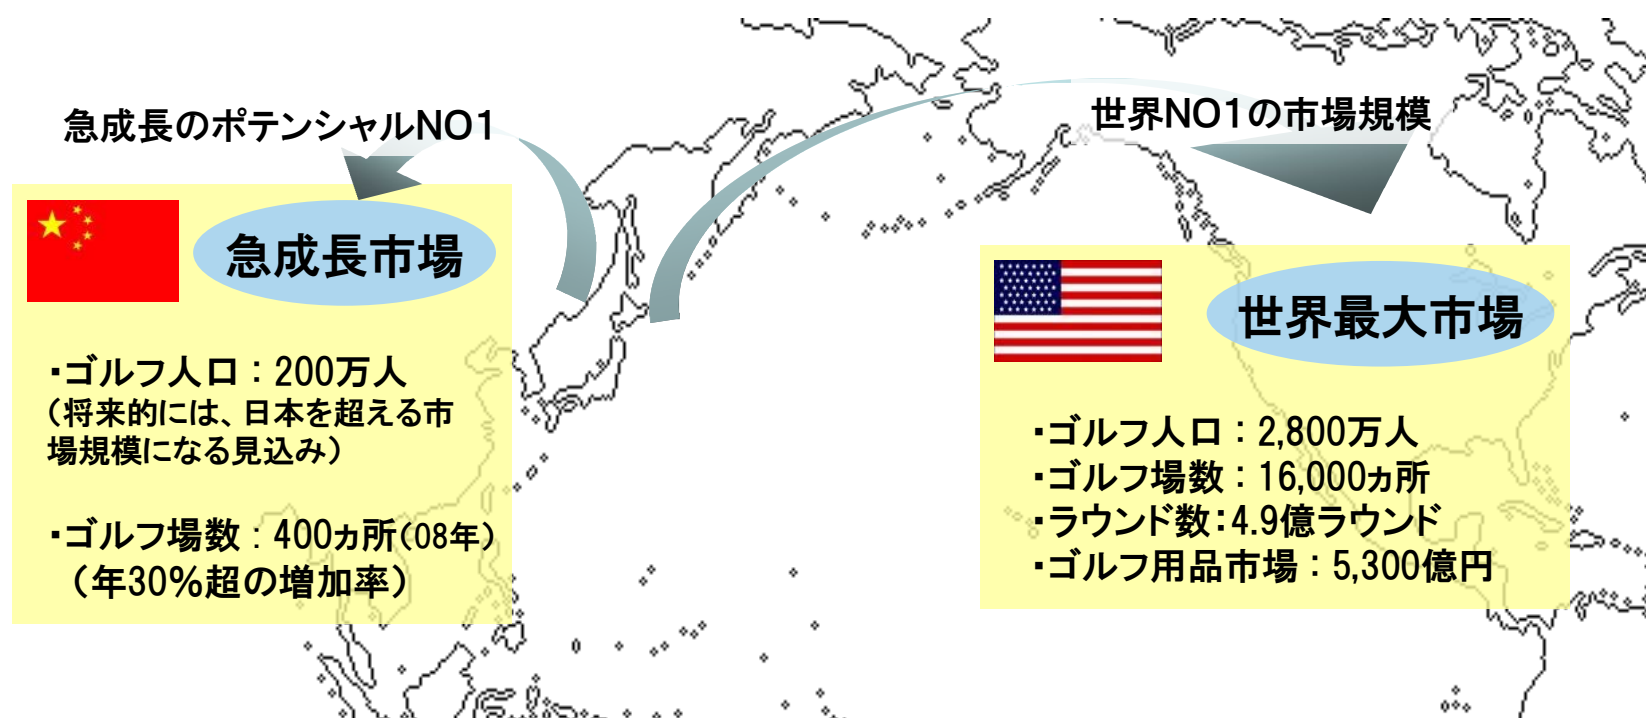 急成長のポテンシャルNO1
急成長市場
・ゴルフ人口：200万人
（将来的には、日本を超える市
場規模になる見込み）
・ゴルフ場数：400ヵ所（08年）
（年30%超の増加率）
世界NO1の市場規模
世界最大市場
・ゴルフ人口：2,800万人
・ゴルフ場数：16,000ヵ所
・ラウンド数：4.9億ラウンド
・ゴルフ用品市場：5,300億円